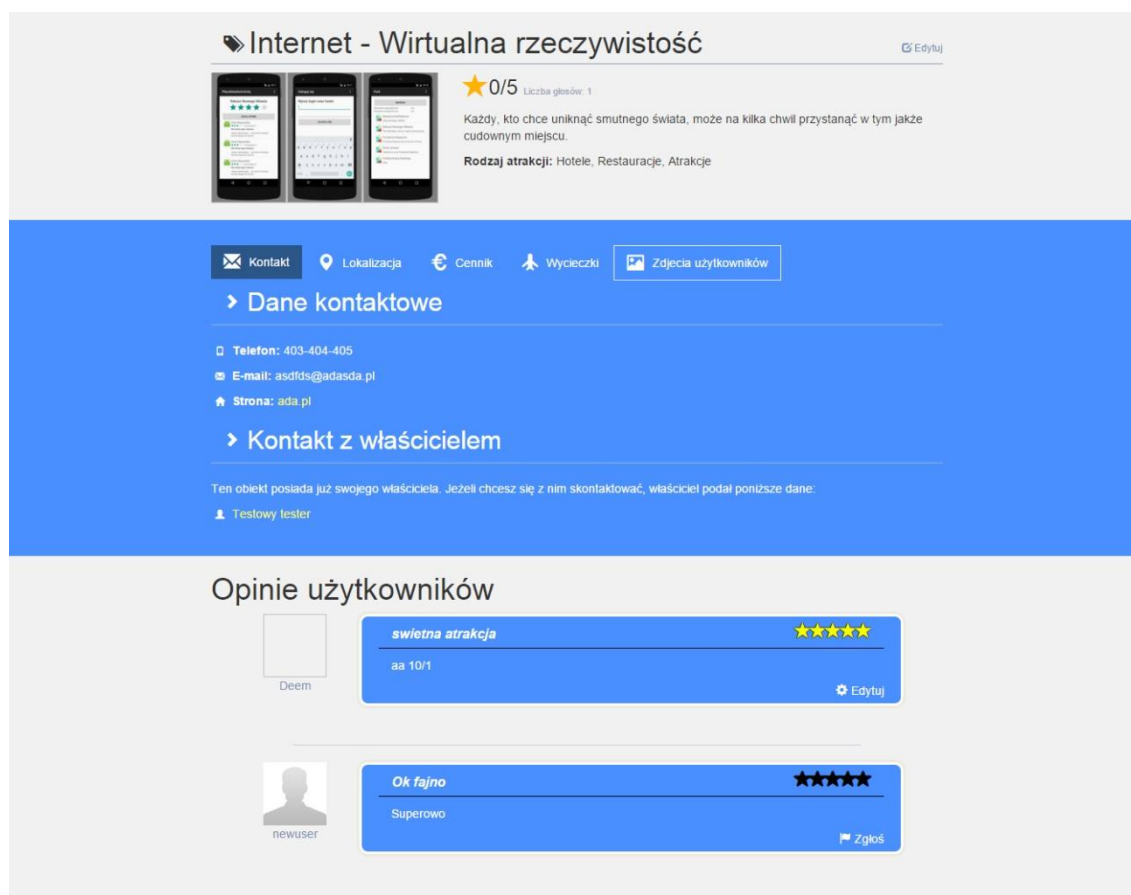 Internet - Wirtualna rzeczywistość
Edytuj
0/5 Liczba głosów: 1
Każdy, kto chce uniknąć smutnego świata, może na kilka chwil przystanąć w tym jakże
cudownym miejscu.
Rodzaj atrakcji: Hotele, Restauracje, Atrakcje
Kontakt Lokalizacja Cennik Wycieczki Zdjecia użytkowników
Dane kontaktowe
Telefon: 403-404-405
E-mail: asdfds@adasda.pl
Strona: ada.pl
Kontakt z właścicielem
Ten obiekt posiada już swojego właściciela. Jeżeli chcesz się z nim skontaktować, właściciel podał poniższe dane:
Testowy tester
Opinie użytkowników
swietna atrakcja
aa 10/1
Deem
Edytuj
Ok fajno
Superowo
newuser
Zgłoś